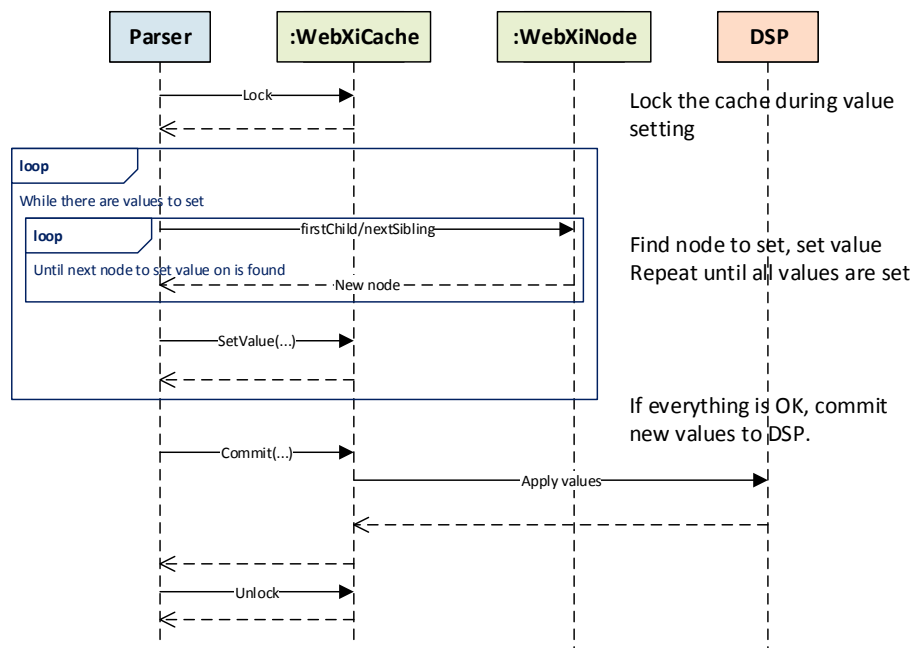 Parser
:WebXiCache
:WebXiNode
DSP
Lock
Lock the cache during value
setting
loop
While there are values to set
loop
firstChild/nextSibling
Until next node to set value on is found
New node
Find node to set, set value
Repeat until all values are set
SetValue(...)
If everything is OK, commit
new values to DSP.
Commit(...)
Apply values
Unlock